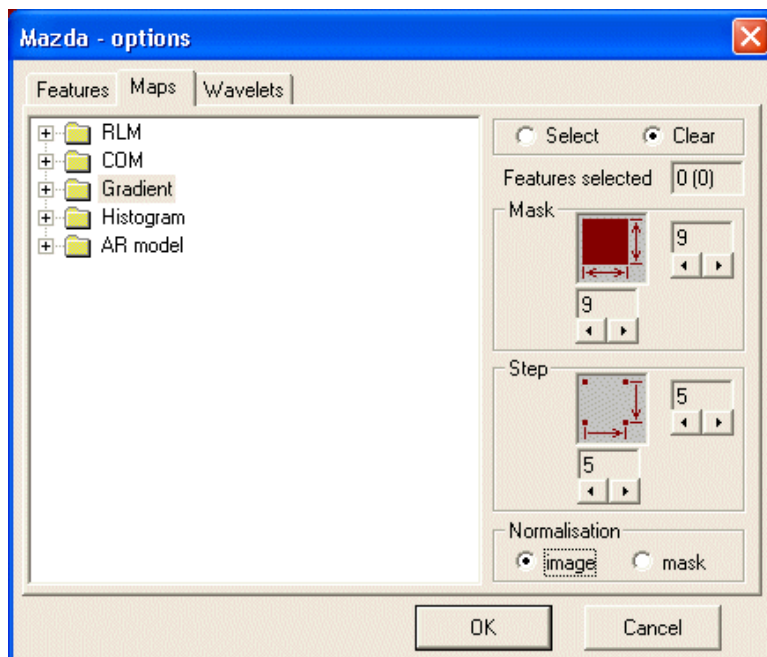 Mazda - options
Features Maps Wavelets
RLM
COM
Gradient
Histogram
AR model
Select Clear
Features selected 0 (0)
Mask
9
9
Step
5
5
Normalisation
image mask
OK Cancel